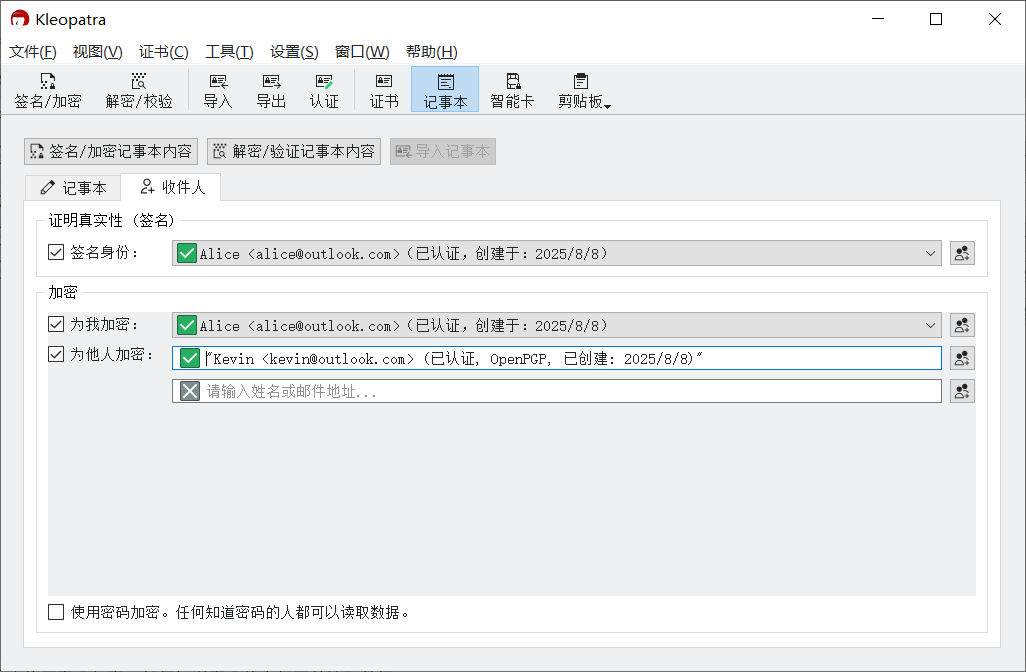 Kleopatra
文件(F) 视图(V) 证书(C) 工具(T) 设置(S) 窗口(W) 帮助(H)
签名/加密 解密/校验 导入 导出 认证 证书 记事本 智能卡 剪贴板
签名/加密记事本内容 解密/验证记事本内容 导入记事本
记事本 收件人
证明真实性（签名）
签名身份： Alice <alice@outlook.com>（已认证，创建于：2025/8/8）
加密
为我加密： Alice <alice@outlook.com>（已认证，创建于：2025/8/8）
为他人加密： "Kevin <kevin@outlook.com> (已认证, OpenPGP, 已创建: 2025/8/8)"
请输入姓名或邮件地址...
使用密码加密。任何知道密码的人都可以读取数据。